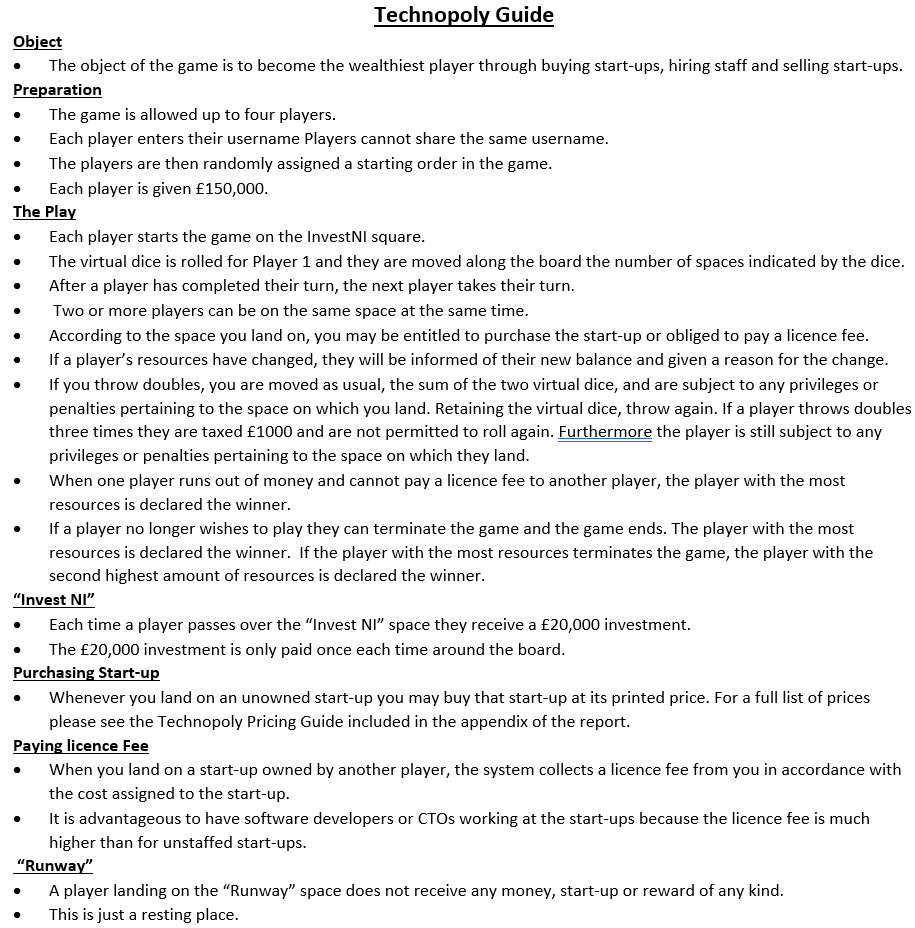 Technopoly Guide
Object
• The object of the game is to become the wealthiest player through buying start-ups, hiring staff and selling start-ups.
Preparation
• The game is allowed up to four players.
• Each player enters their username Players cannot share the same username.
• The players are then randomly assigned a starting order in the game.
• Each player is given £150,000.
The Play
• Each player starts the game on the InvestNI square.
• The virtual dice is rolled for Player 1 and they are moved along the board the number of spaces indicated by the dice.
• After a player has completed their turn, the next player takes their turn.
• Two or more players can be on the same space at the same time.
• According to the space you land on, you may be entitled to purchase the start-up or obliged to pay a licence fee.
• If a player’s resources have changed, they will be informed of their new balance and given a reason for the change.
• If you throw doubles, you are moved as usual, the sum of the two virtual dice, and are subject to any privileges or
penalties pertaining to the space on which you land. Retaining the virtual dice, throw again. If a player throws doubles
three times they are taxed £1000 and are not permitted to roll again. Furthermore the player is still subject to any
privileges or penalties pertaining to the space on which they land.
• When one player runs out of money and cannot pay a licence fee to another player, the player with the most
resources is declared the winner.
• If a player no longer wishes to play they can terminate the game and the game ends. The player with the most
resources is declared the winner.  If the player with the most resources terminates the game, the player with the
second highest amount of resources is declared the winner.
“Invest NI”
• Each time a player passes over the “Invest NI” space they receive a £20,000 investment.
• The £20,000 investment is only paid once each time around the board.
Purchasing Start-up
• Whenever you land on an unowned start-up you may buy that start-up at its printed price. For a full list of prices
please see the Technopoly Pricing Guide included in the appendix of the report.
Paying licence Fee
• When you land on a start-up owned by another player, the system collects a licence fee from you in accordance with
the cost assigned to the start-up.
• It is advantageous to have software developers or CTOs working at the start-ups because the licence fee is much
higher than for unstaffed start-ups.
“Runway”
• A player landing on the “Runway” space does not receive any money, start-up or reward of any kind.
• This is just a resting place.